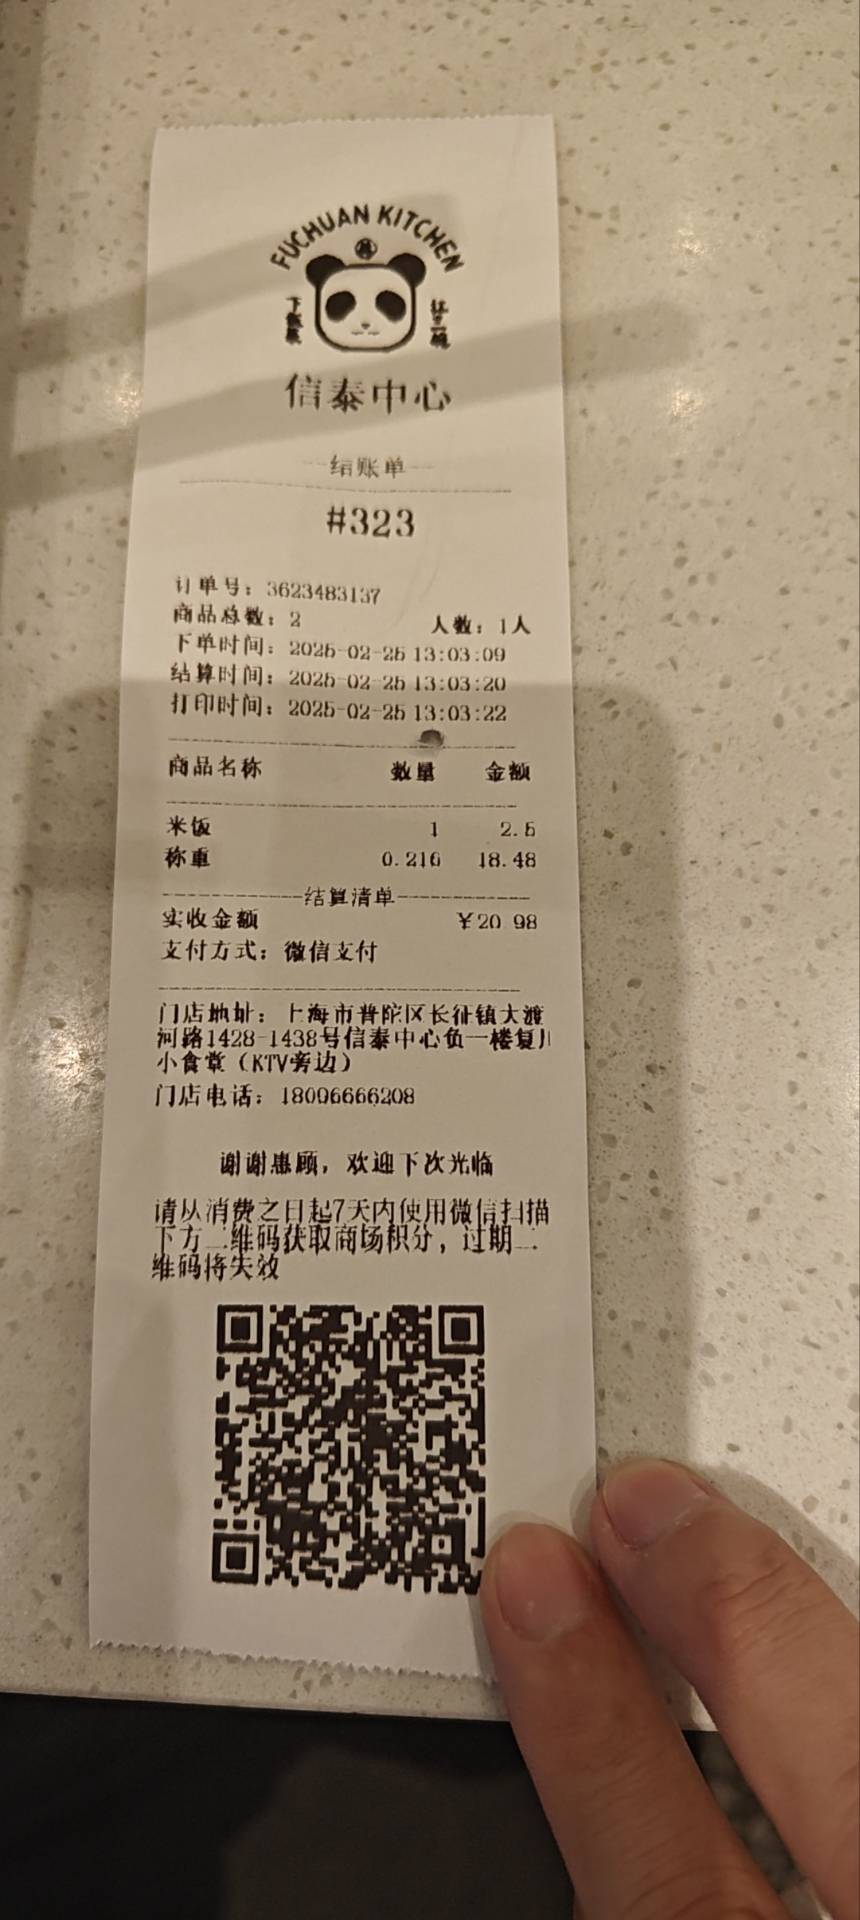 FUCHUAN KITCHEN
信泰中心
结账单
#323
订单号：3623483137
商品总数：2 人数：1人
下单时间：2025-02-25 13:03:09
结算时间：2025-02-25 13:03:20
打印时间：2025-02-25 13:03:22
商品名称 数量 金额
米饭 1 2.5
称重 18.48
结算清单
实收金额 ¥20.98
支付方式：微信支付
门店地址：上海市普陀区长征镇大渡
河路1428-1438号信泰中心负一楼复川
小食堂（KTV旁边）
门店电话：18096666208
谢谢惠顾，欢迎下次光临
请从消费之日起7天内使用微信扫描
下方二维码获取商场积分，过期二
维码将失效